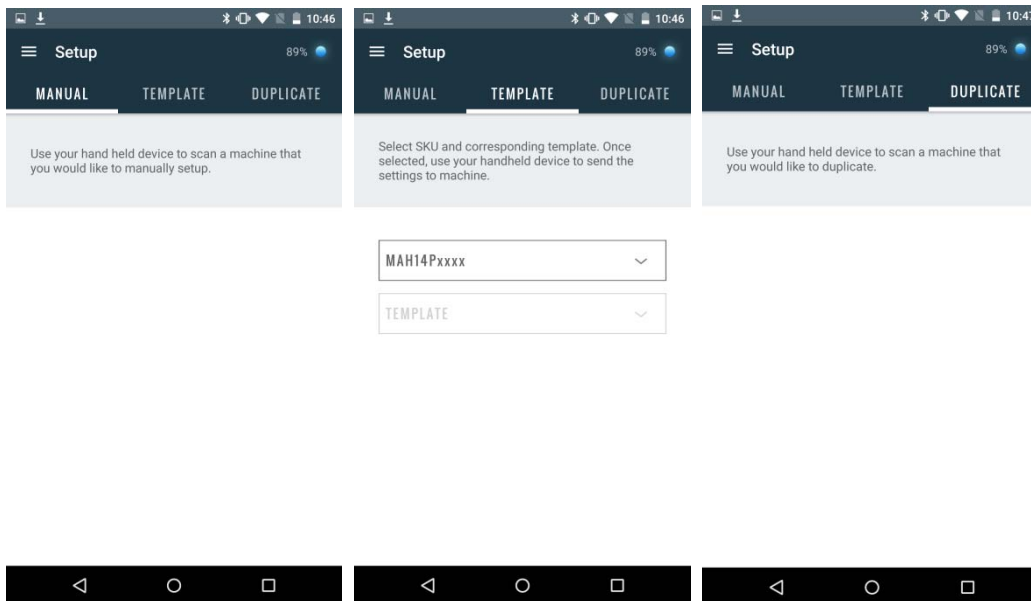 10:46
Setup
89%
MANUAL TEMPLATE DUPLICATE
Use your hand held device to scan a machine that
you would like to manually setup.
10:46
Setup
89%
MANUAL TEMPLATE DUPLICATE
Select SKU and corresponding template. Once
selected, use your handheld device to send the
settings to machine.
MAH14Pxxxx
TEMPLATE
Setup
89%
MANUAL TEMPLATE DUPLICATE
Use your hand held device to scan a machine that
you would like to duplicate.